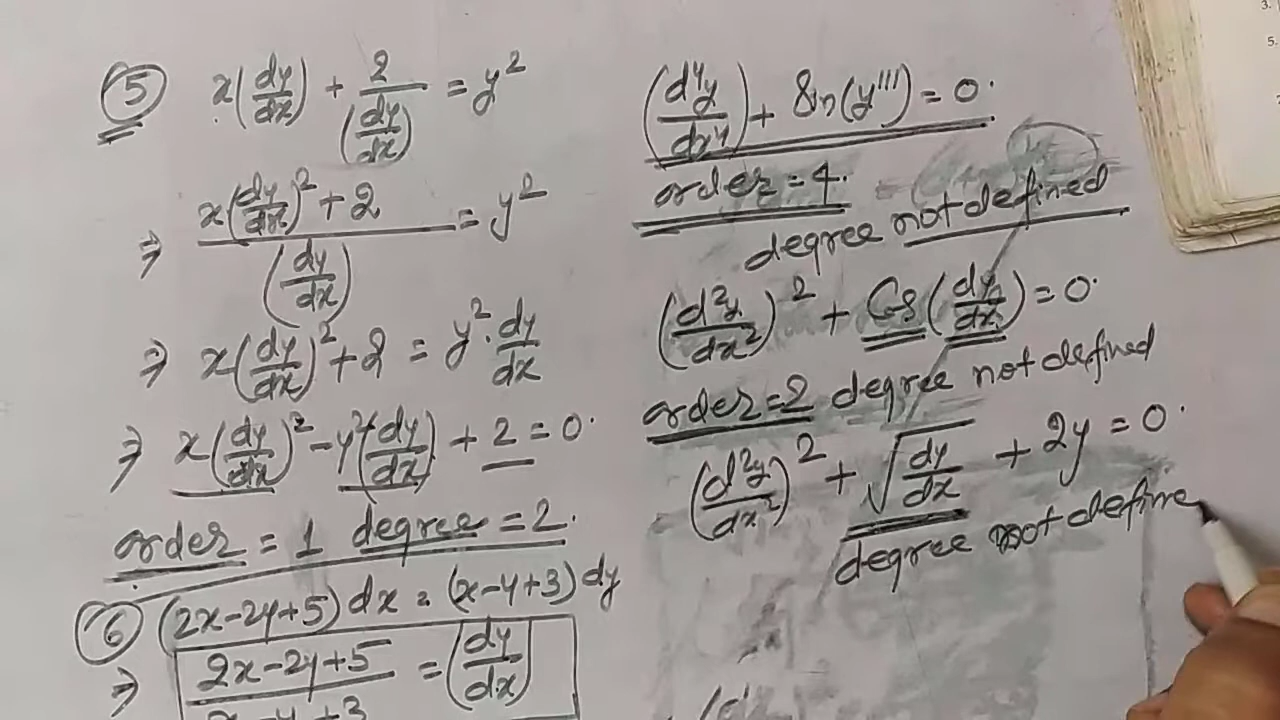 ⑤ x(dy/dx) + 2/(dy/dx) = y²
⇒ (x(dy/dx)² + 2)/(dy/dx) = y²
⇒ x(dy/dx)² + 2 = y² · dy/dx
⇒ x(dy/dx)² - y²(dy/dx) + 2 = 0.
order = 1 degree = 2.
⑥ (2x-2y+5) dx = (x-y+3) dy
⇒ (2x-2y+5)/(x-y+3) = (dy/dx)
(d⁴y/dx⁴) + Sin(y''') = 0.
order = 4.
degree not defined
(d²y/dx²)² + Cos(dy/dx) = 0.
order = 2 degree not defined
(d²y/dx²)² + √(dy/dx) + 2y = 0.
degree not define
3.
5.